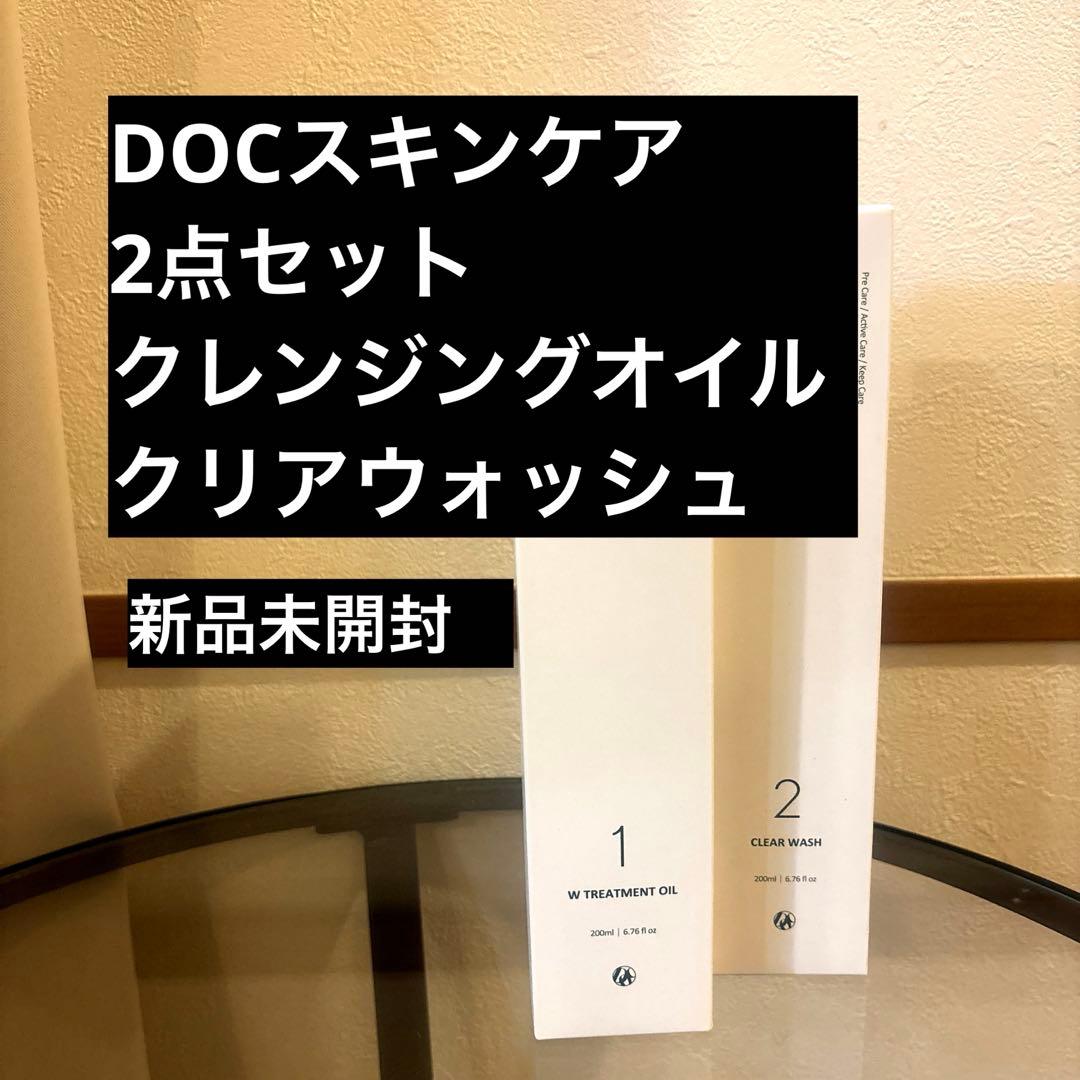 DOCスキンケア
2点セット
クレンジングオイル
クリアウォッシュ
新品未開封
Pre Care / Active Care / Keep Care
1
W TREATMENT OIL
200ml | 6.76 fl oz
2
CLEAR WASH
200ml | 6.76 fl oz